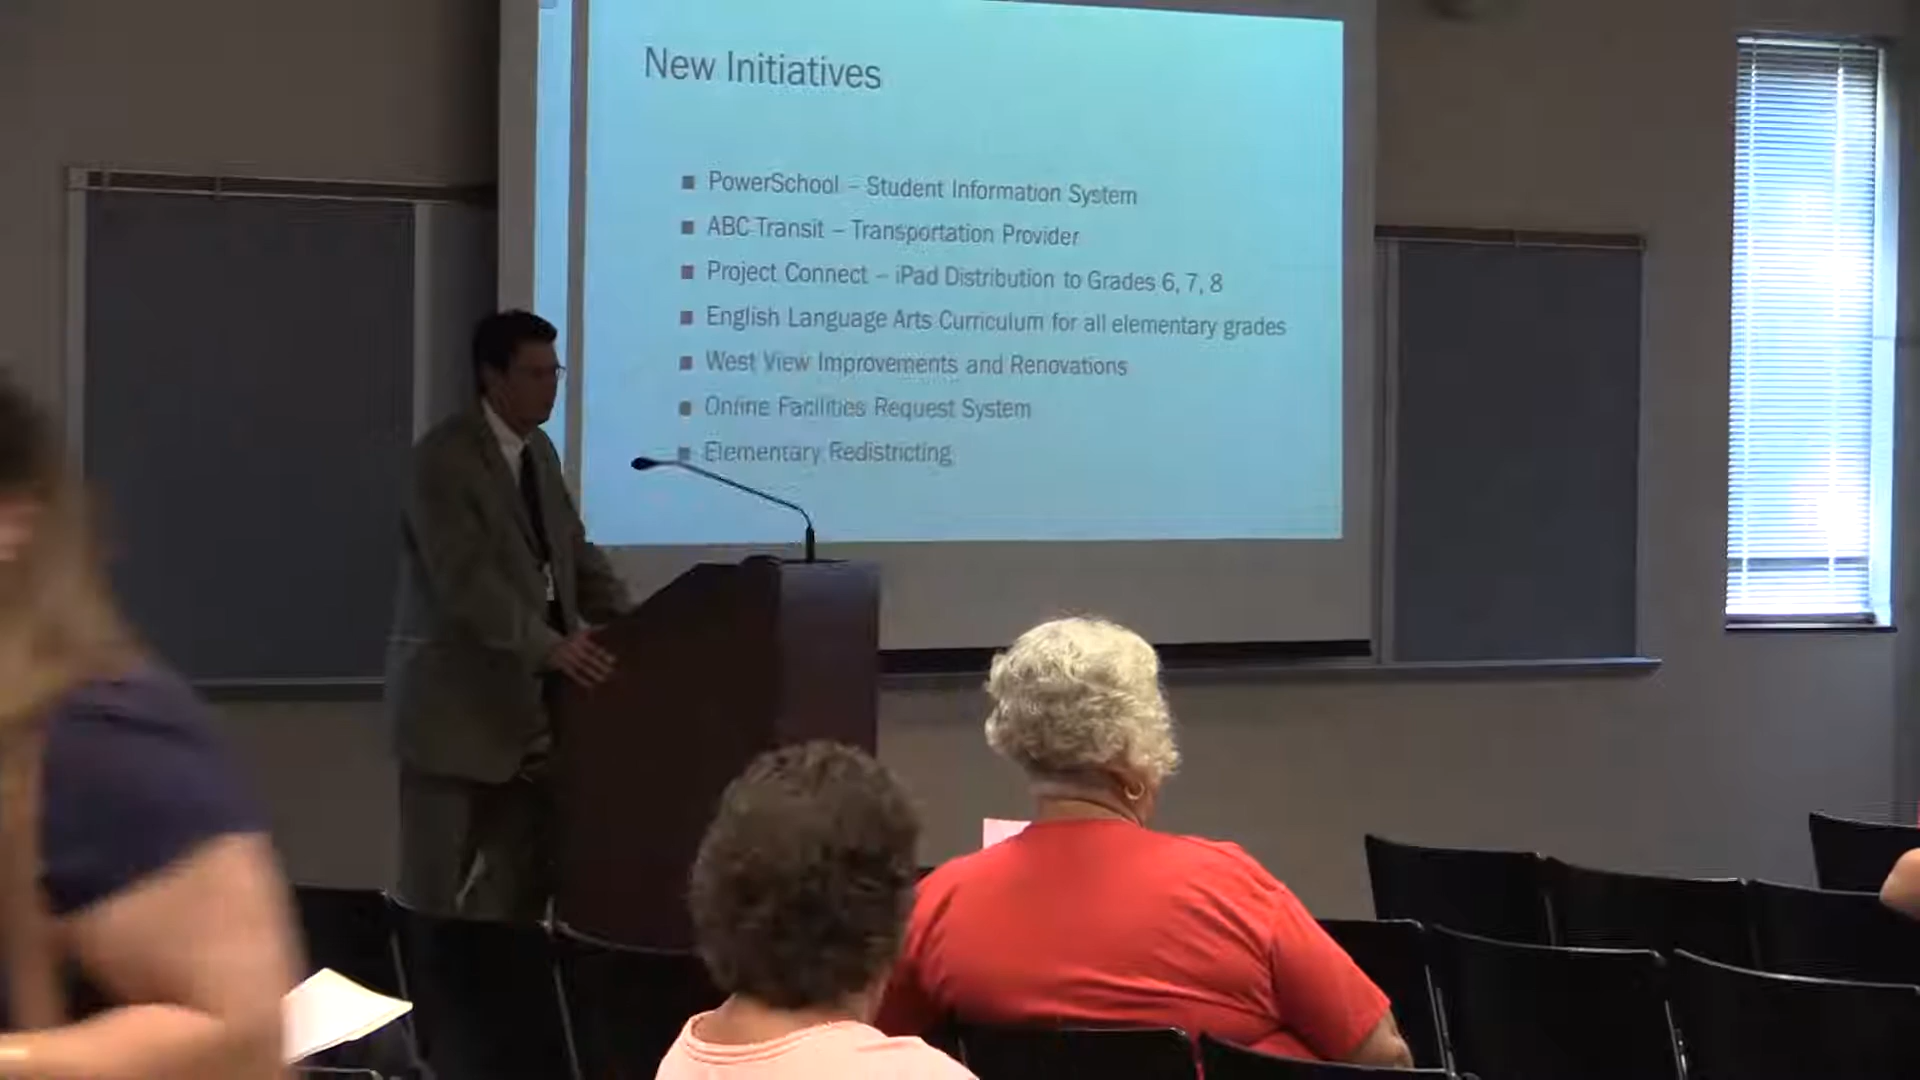 New Initiatives
PowerSchool – Student Information System
ABC Transit – Transportation Provider
Project Connect – iPad Distribution to Grades 6, 7, 8
English Language Arts Curriculum for all elementary grades
West View Improvements and Renovations
Online Facilities Request System
Elementary Redistricting